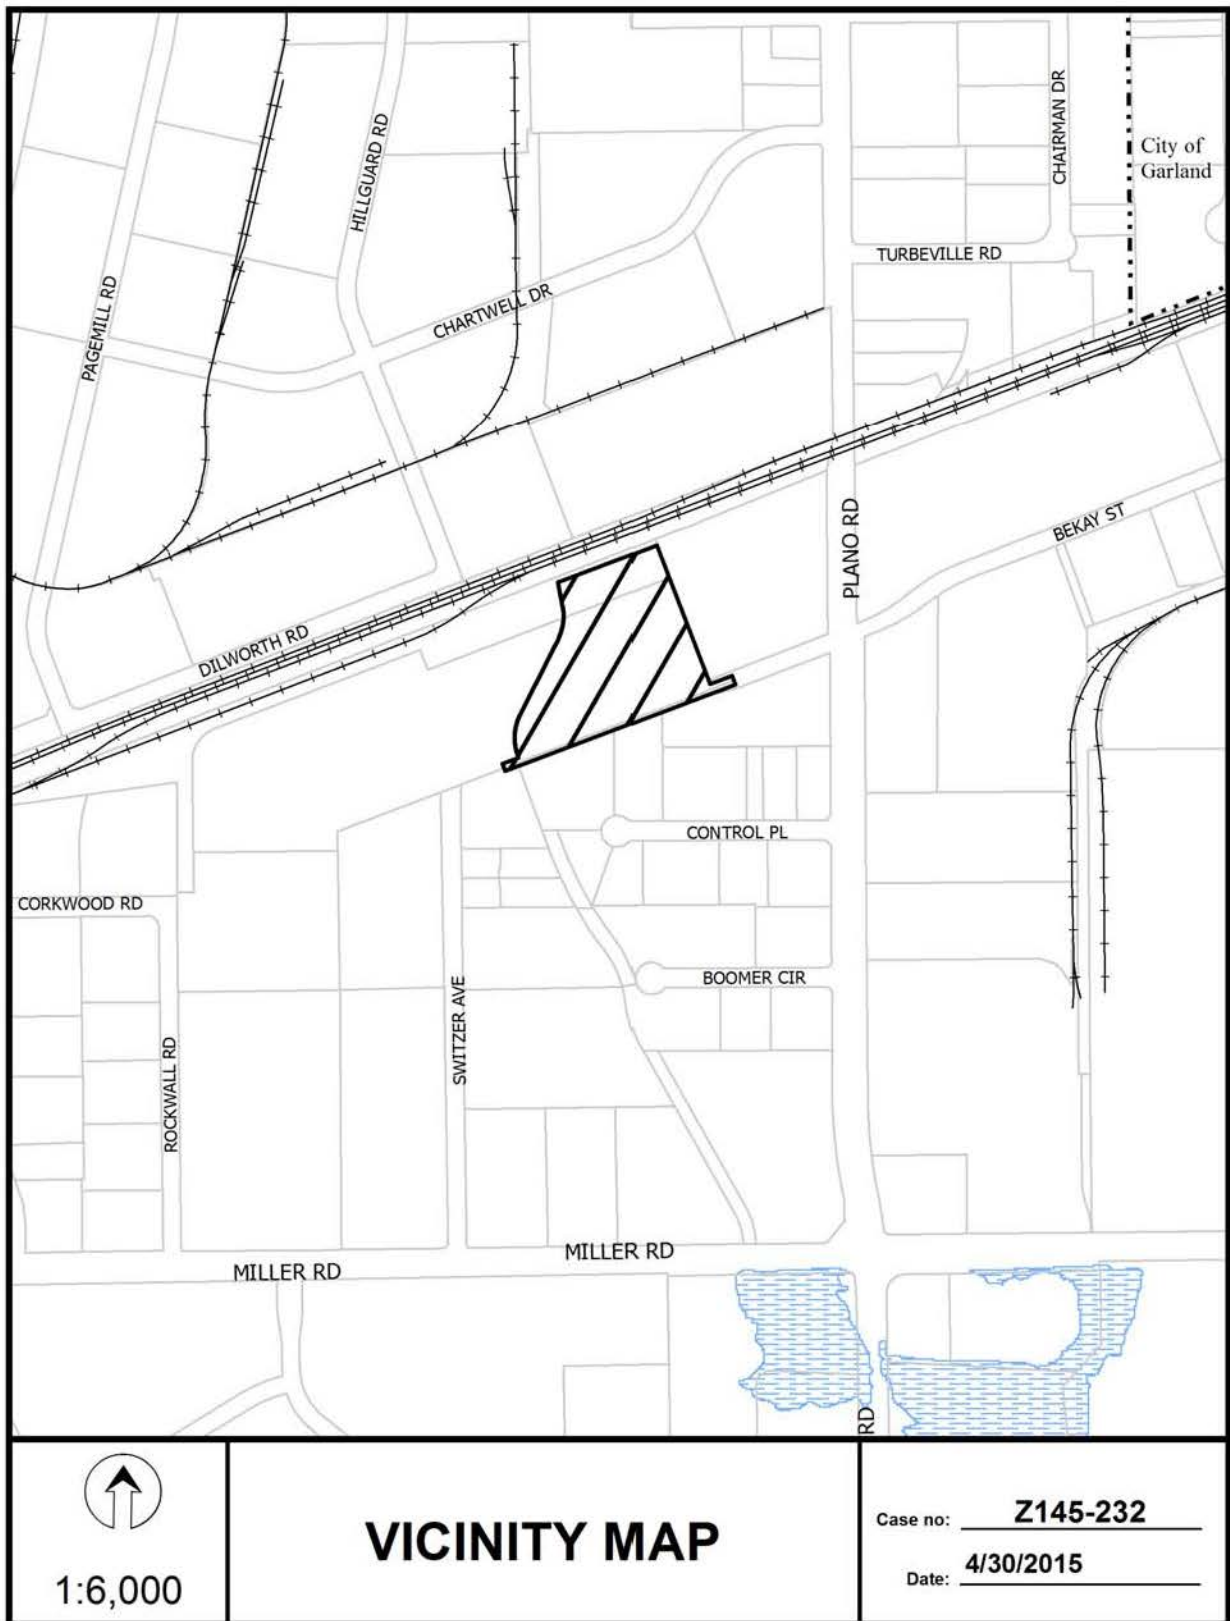 CHAIRMAN DR
City of
Garland
HILLGUARD RD
TURBEVILLE RD
CHARTWELL DR
PAGEMILL RD
PLANO RD
BEKAY ST
DILWORTH RD
CONTROL PL
CORKWOOD RD
BOOMER CIR
SWITZER AVE
ROCKWALL RD
MILLER RD
MILLER RD
RD
1:6,000
VICINITY MAP
Case no: Z145-232
Date: 4/30/2015